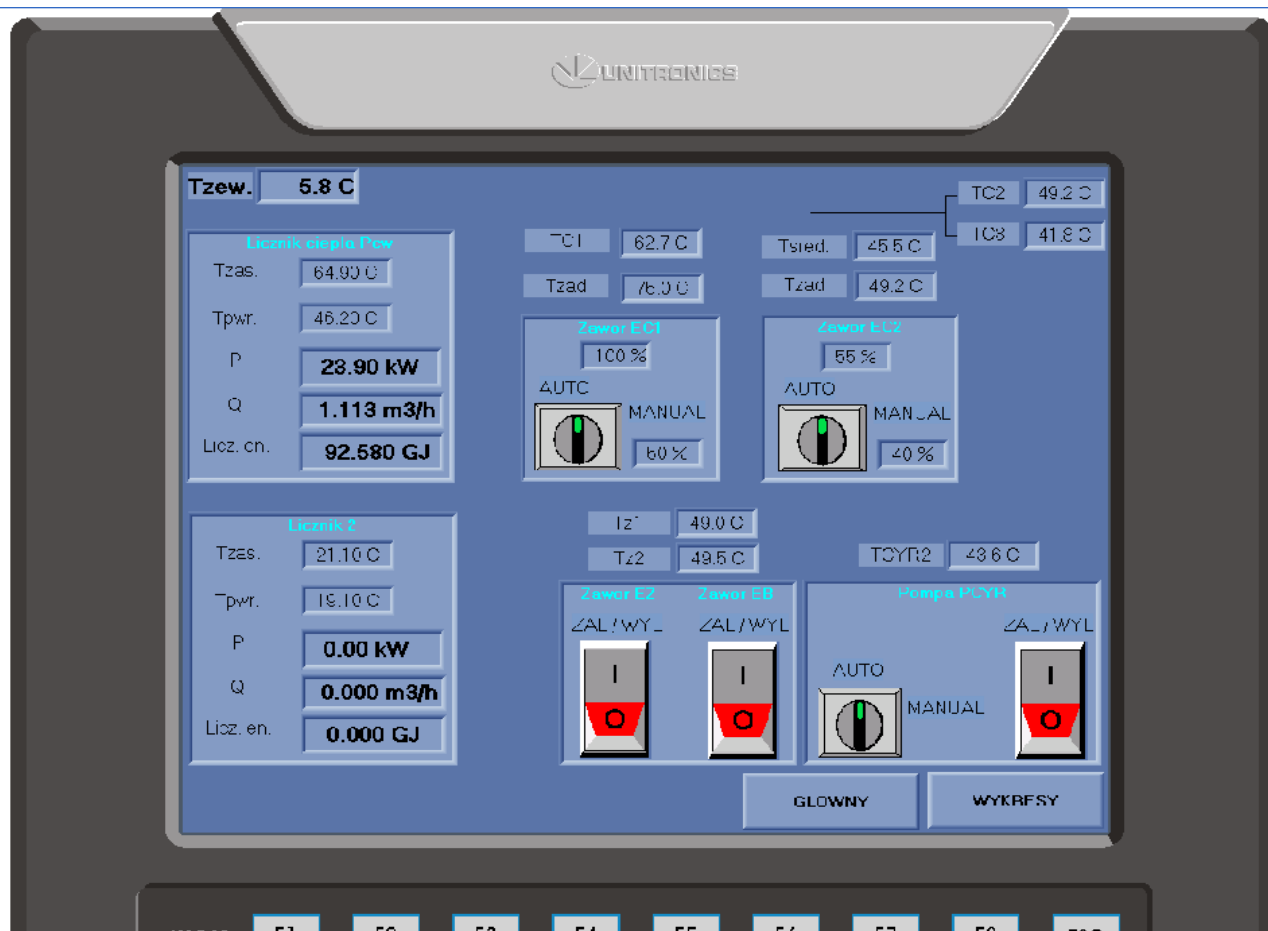 UNITRONICS
Tzew. 5.8 C
TC2 49.2 C
41.8 C
Licznik ciepla Pcw
Tzas. 64.90 C
Tpwr. 46.20 C
P 23.90 kW
Q 1.113 m3/h
Licz. en. 92.580 GJ
TC1 62.7 C
Tzad 76.0 C
Tsred. 45.5 C
Tzad 49.2 C
Zawor EC1
100 %
AUTO
MANUAL
60 %
Zawor EC2
55 %
AUTO
MANUAL
40 %
Licznik 2
Tzas. 21.10 C
Tpwr. 19.10 C
P 0.00 kW
Q 0.000 m3/h
Licz. en. 0.000 GJ
49.0 C
Tz2 49.5 C
TCYR2 43.6 C
Zawor EZ Zawor EB
ZAL / WYL ZAL / WYL
I I
O O
Pompa PCYR
ZAL / WYL
AUTO
MANUAL
I
O
GLOWNY WYKRESY